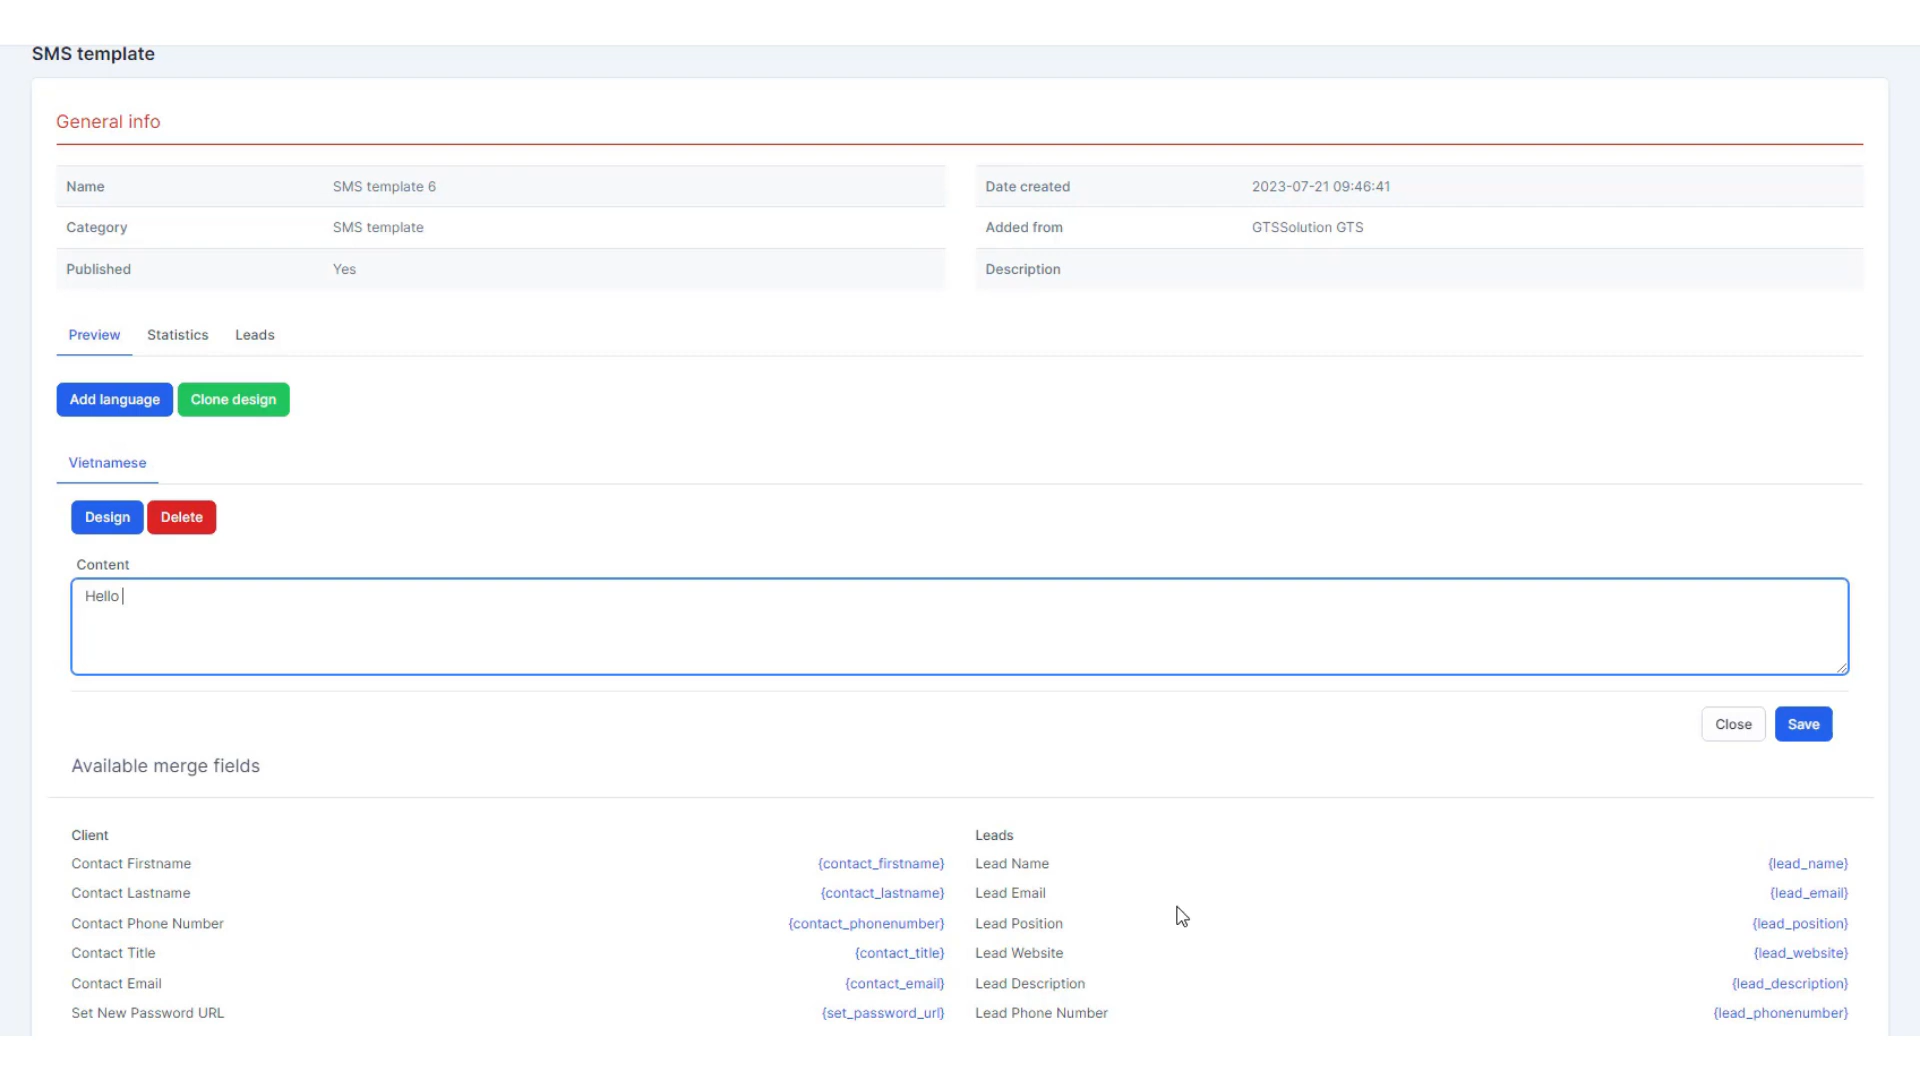 SMS template
General info
Name SMS template 6 Date created 2023-07-21 09:46:41
Category SMS template Added from GTSSolution GTS
Published Yes Description
Preview Statistics Leads
Add language Clone design
Vietnamese
Design Delete
Content
Hello
Close Save
Available merge fields
Client Leads
Contact Firstname {contact_firstname} Lead Name {lead_name}
Contact Lastname {contact_lastname} Lead Email {lead_email}
Contact Phone Number {contact_phonenumber} Lead Position {lead_position}
Contact Title {contact_title} Lead Website {lead_website}
Contact Email {contact_email} Lead Description {lead_description}
Set New Password URL {set_password_url} Lead Phone Number {lead_phonenumber}